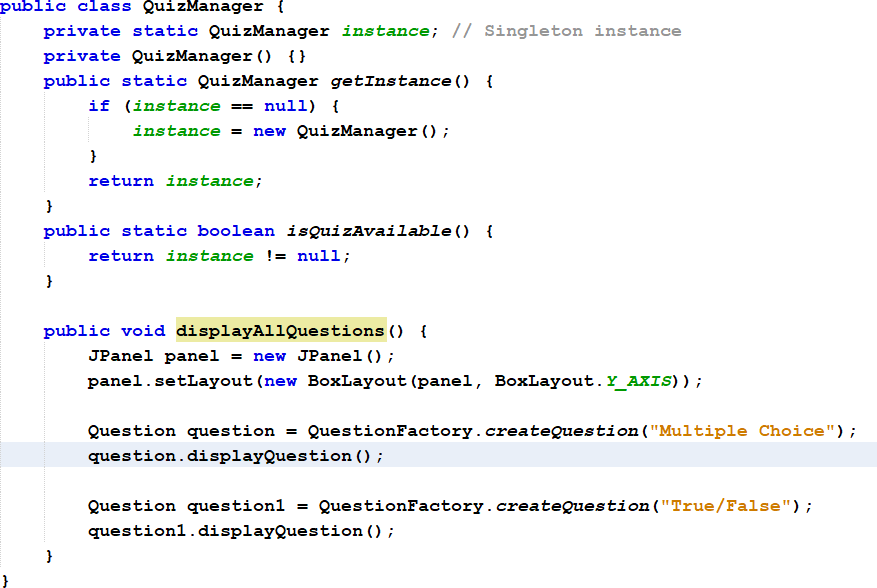 public class QuizManager {
    private static QuizManager instance; // Singleton instance
    private QuizManager() {}
    public static QuizManager getInstance() {
        if (instance == null) {
            instance = new QuizManager();
        }
        return instance;
    }
    public static boolean isQuizAvailable() {
        return instance != null;
    }
    public void displayAllQuestions() {
        JPanel panel = new JPanel();
        panel.setLayout(new BoxLayout(panel, BoxLayout.Y_AXIS));
        Question question = QuestionFactory.createQuestion("Multiple Choice");
        question.displayQuestion();
        Question question1 = QuestionFactory.createQuestion("True/False");
        question1.displayQuestion();
    }
}